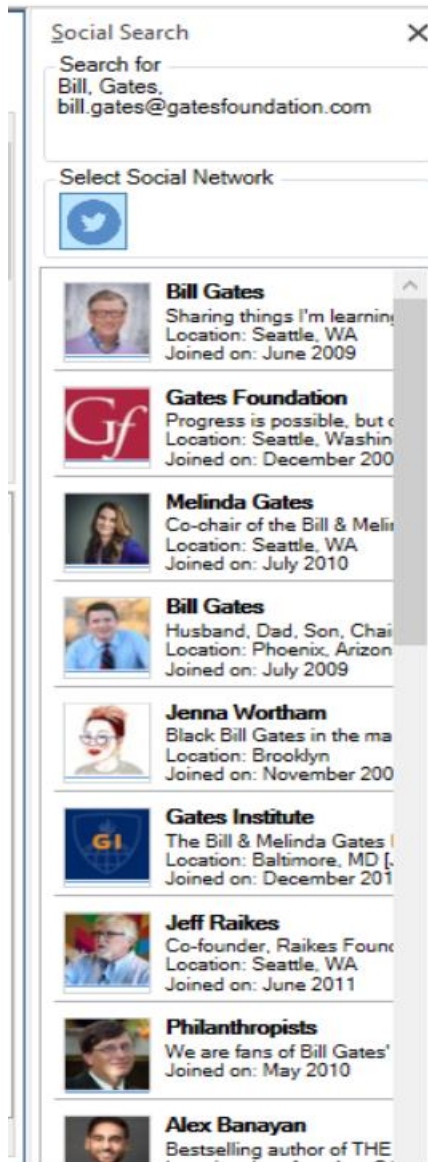 Social Search
Search for
Bill, Gates,
bill.gates@gatesfoundation.com
Select Social Network
Bill Gates
Sharing things I'm learning
Location: Seattle, WA
Joined on: June 2009
Gf
Gates Foundation
Progress is possible, but
Location: Seattle, Washin
Joined on: December 200
Melinda Gates
Co-chair of the Bill & Melin
Location: Seattle, WA
Joined on: July 2010
Bill Gates
Husband, Dad, Son, Chai
Location: Phoenix, Arizon
Joined on: July 2009
Jenna Wortham
Black Bill Gates in the ma
Location: Brooklyn
Joined on: November 200
GI
Gates Institute
The Bill & Melinda Gates
Location: Baltimore, MD [
Joined on: December 201
Jeff Raikes
Co-founder, Raikes Found
Location: Seattle, WA
Joined on: June 2011
Philanthropists
We are fans of Bill Gates'
Joined on: May 2010
Alex Banayan
Bestselling author of THE